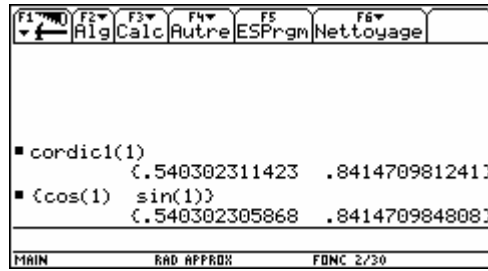 F1 F2 Alg F3 Calc F4 Autre F5 ESPrgm F6 Nettoyage
▪ cordic1(1)
{.540302311423 .841470981241}
▪ {cos(1) sin(1)}
{.540302305868 .841470984808}
MAIN RAD APPROX FONC 2/30